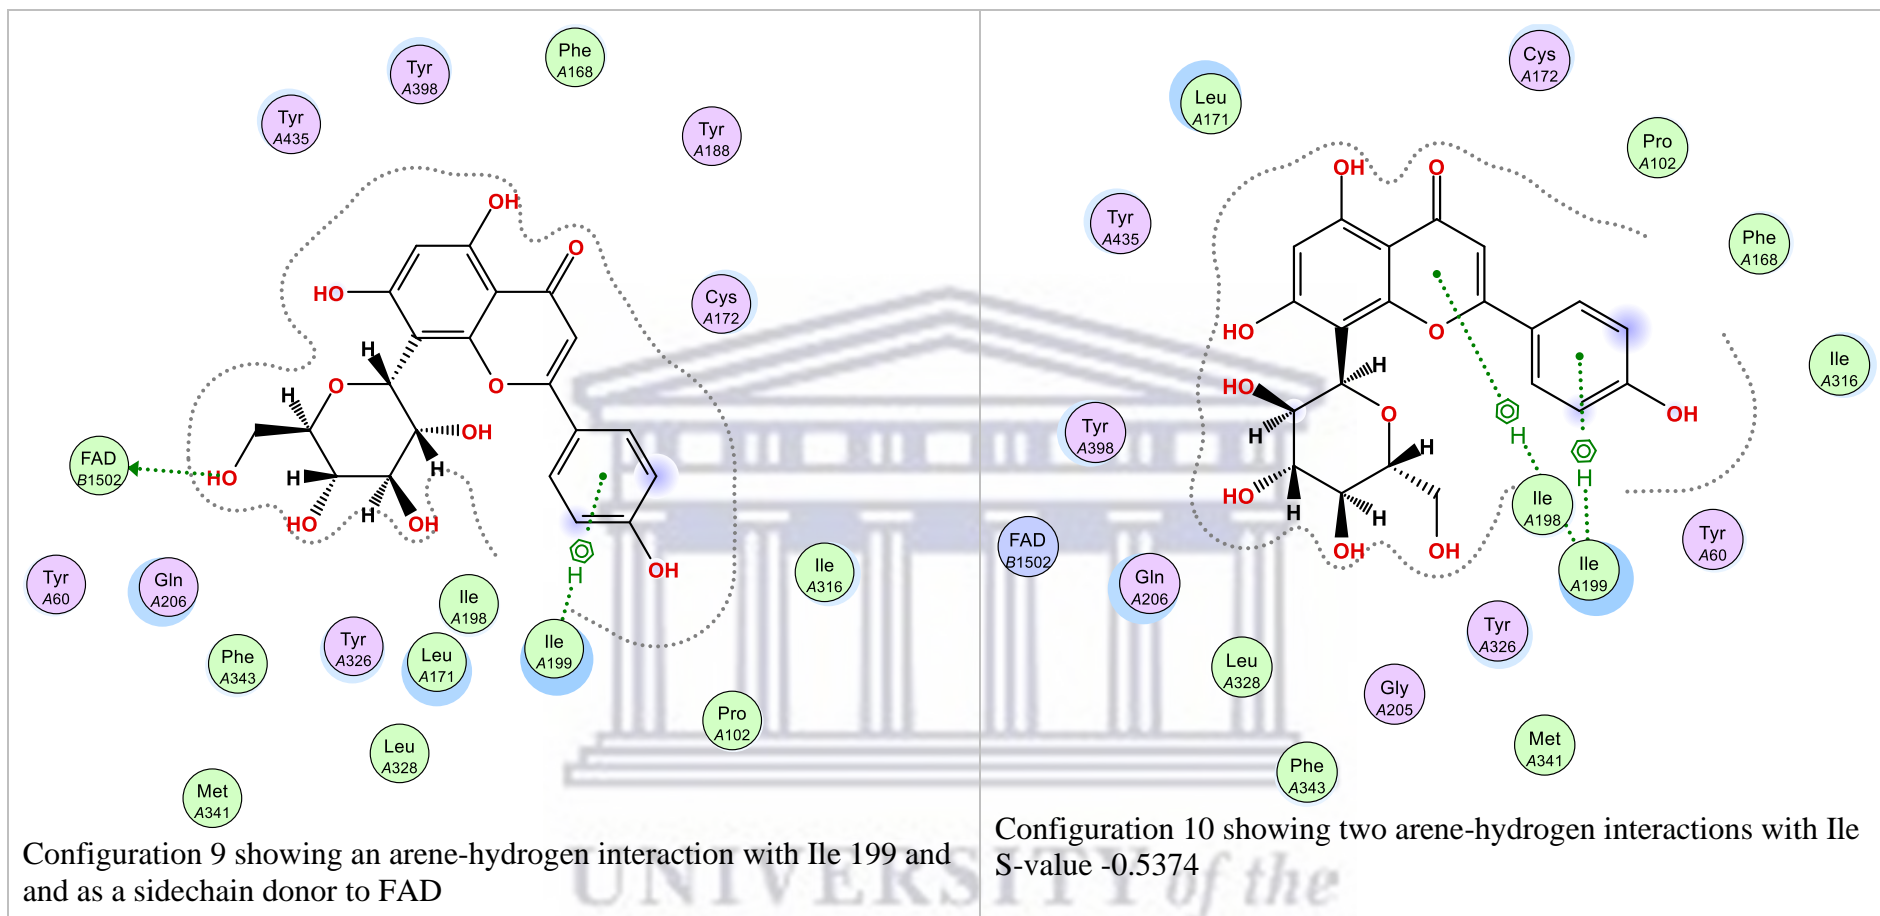 Phe
A168
Tyr
A398
Tyr
A435
Tyr
A188
OH
O
HO
Cys
A172
H
O
O
H
OH
FAD
B1502
HO
H
H
HO
H
OH
H
OH
Tyr
A60
Gln
A206
Ile
A198
Ile
A316
Phe
A343
Tyr
A326
Leu
A171
Ile
A199
Pro
A102
Leu
A328
Met
A341
Configuration 9 showing an arene-hydrogen interaction with Ile 199 and
and as a sidechain donor to FAD
Cys
A172
Leu
A171
Pro
A102
OH
O
Tyr
A435
Phe
A168
HO
O
Ile
A316
H
HO
O
OH
H
Tyr
A398
H
H
HO
H
H
Ile
A198
OH
OH
FAD
B1502
Gln
A206
Ile
A199
Tyr
A60
Tyr
A326
Leu
A328
Gly
A205
Met
A341
Phe
A343
Configuration 10 showing two arene-hydrogen interactions with Ile
S-value -0.5374
UNIVERSITY of the